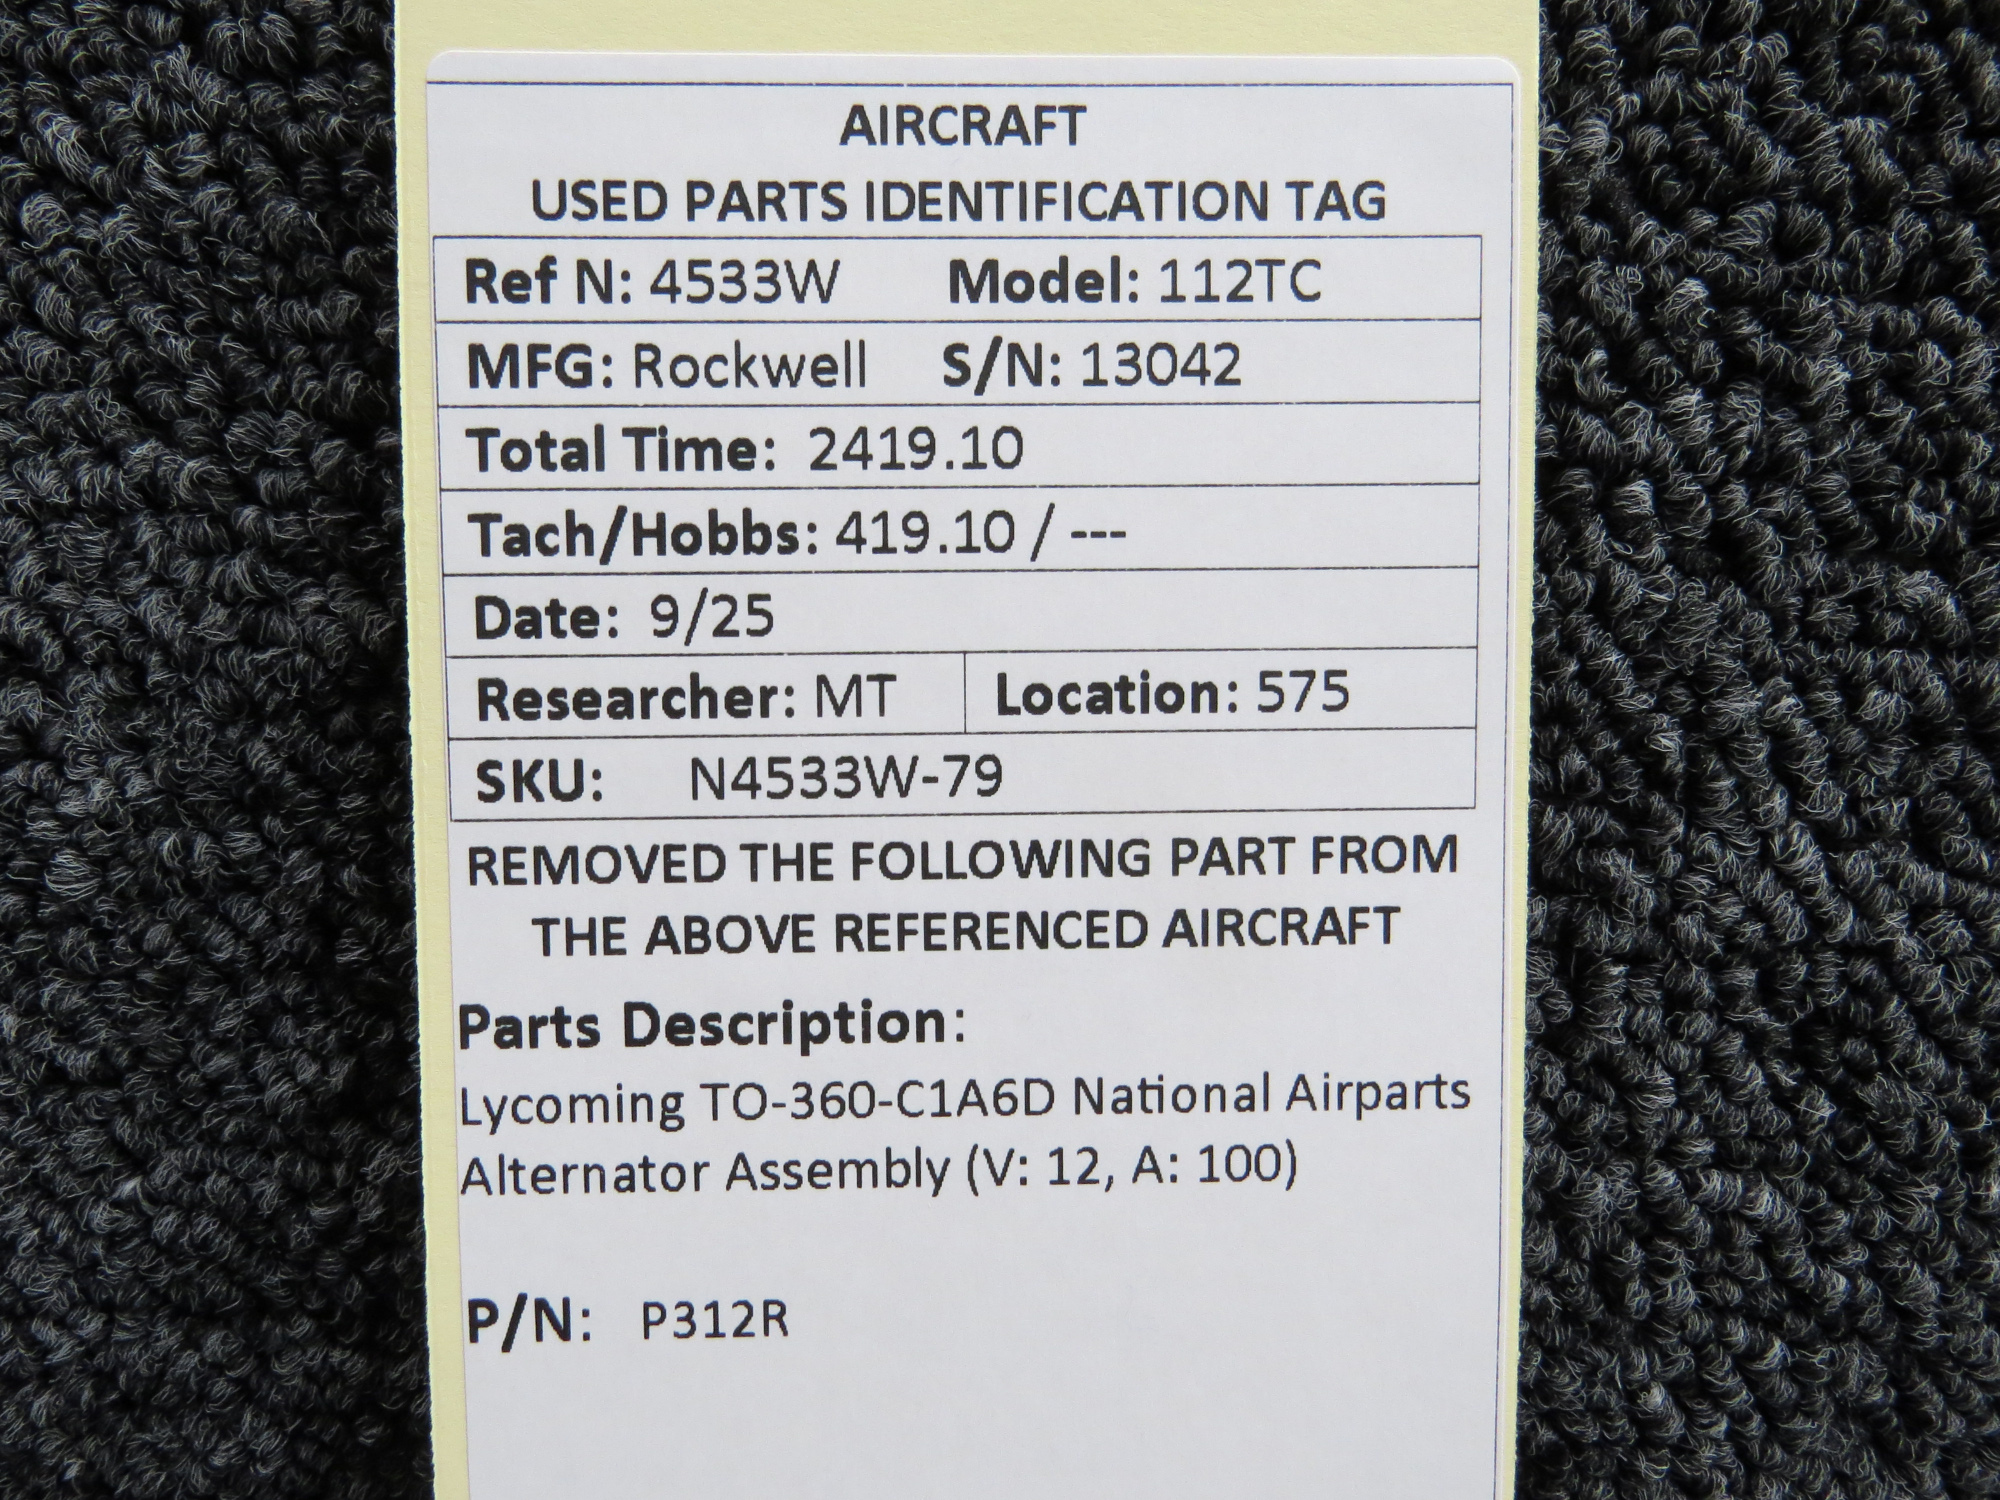 AIRCRAFT
USED PARTS IDENTIFICATION TAG
Ref N: 4533W Model: 112TC
MFG: Rockwell S/N: 13042
Total Time: 2419.10
Tach/Hobbs: 419.10 / ---
Date: 9/25
Researcher: MT Location: 575
SKU: N4533W-79
REMOVED THE FOLLOWING PART FROM
THE ABOVE REFERENCED AIRCRAFT
Parts Description:
Lycoming TO-360-C1A6D National Airparts
Alternator Assembly (V: 12, A: 100)
P/N: P312R